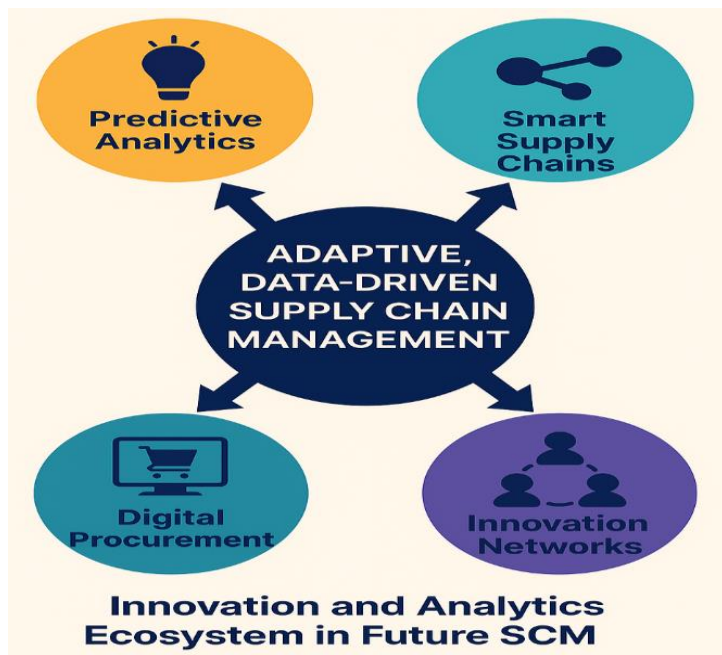 Predictive
Analytics
Smart
Supply
Chains
ADAPTIVE,
DATA-DRIVEN
SUPPLY CHAIN
MANAGEMENT
Digital
Procurement
Innovation
Networks
Innovation and Analytics
Ecosystem in Future SCM